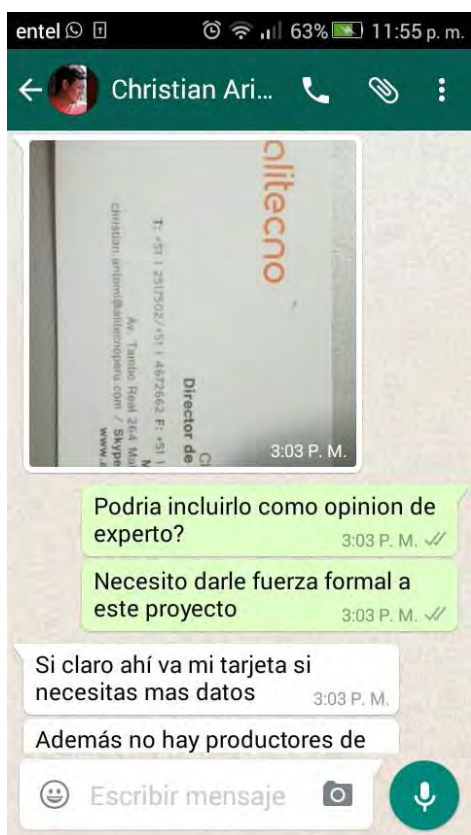 entel 63% 11:55 p. m.
Christian Ari...
alitecno
Director de
T: +51 1 2517502/+51 1 4672662 F: +51 1
Av. Tambo Real 264
christian.antomi@alitecnoperu.com / Skype
www.a
3:03 P. M.
Podria incluirlo como opinion de
experto?
3:03 P. M.
Necesito darle fuerza formal a
este proyecto
3:03 P. M.
Si claro ahí va mi tarjeta si
necesitas mas datos
3:03 P. M.
Además no hay productores de
Escribir mensaje